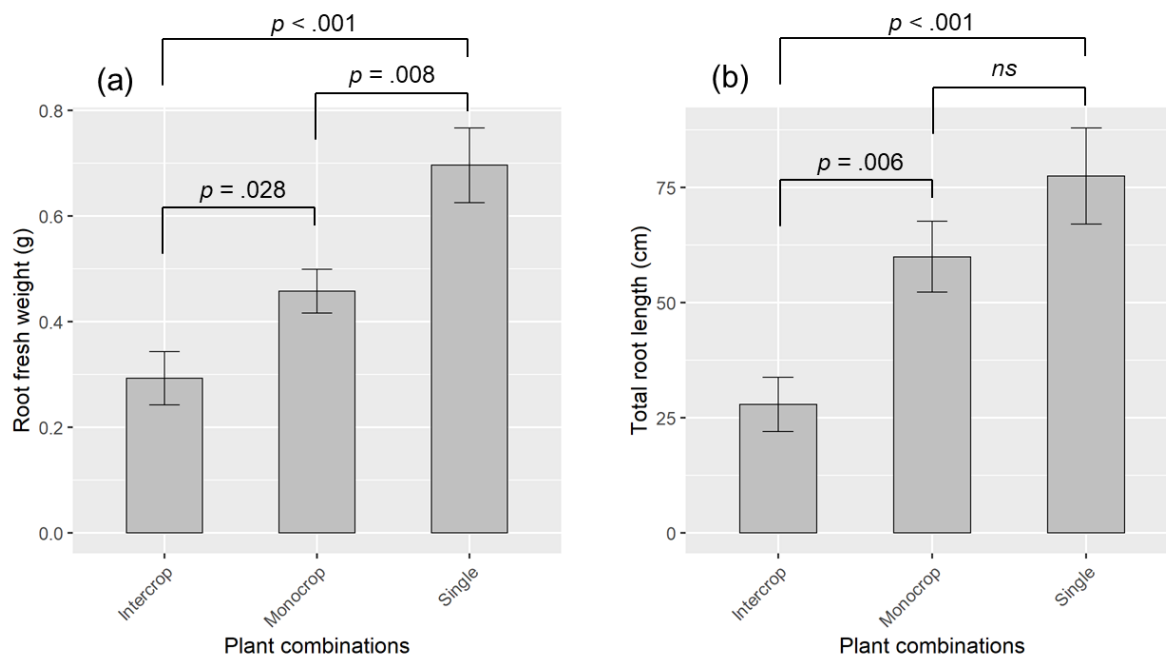 p < .001
(a)
p = .008
p = .028
Root fresh weight (g)
0.8
0.6
0.4
0.2
0.0
Intercrop
Monocrop
Single
Plant combinations
p < .001
(b)
ns
p = .006
Total root length (cm)
75
50
25
0
Intercrop
Monocrop
Single
Plant combinations